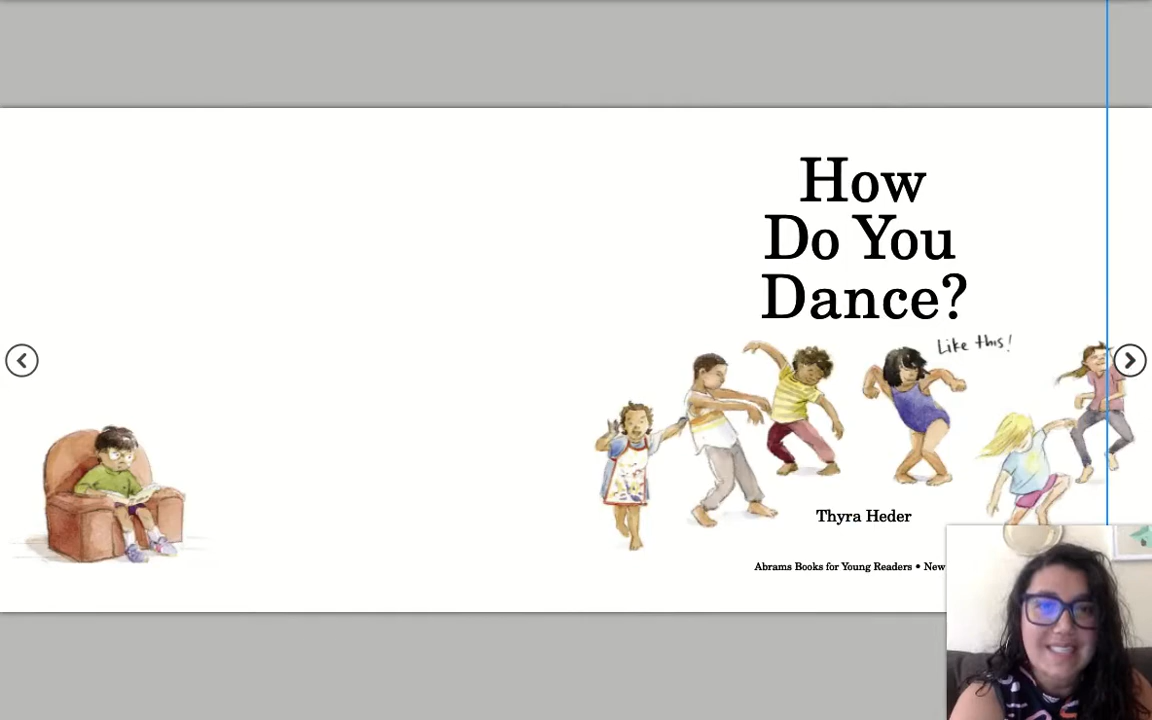 How
Do You
Dance?
Like this!
Thyra Heder
Abrams Books for Young Readers • New